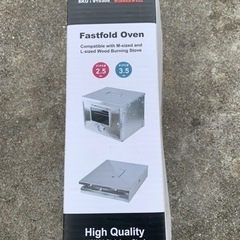 Fastfold Oven
Compatible with M-sized and
L-sized Wood Burning Stove
2.5
3.5
High Quality